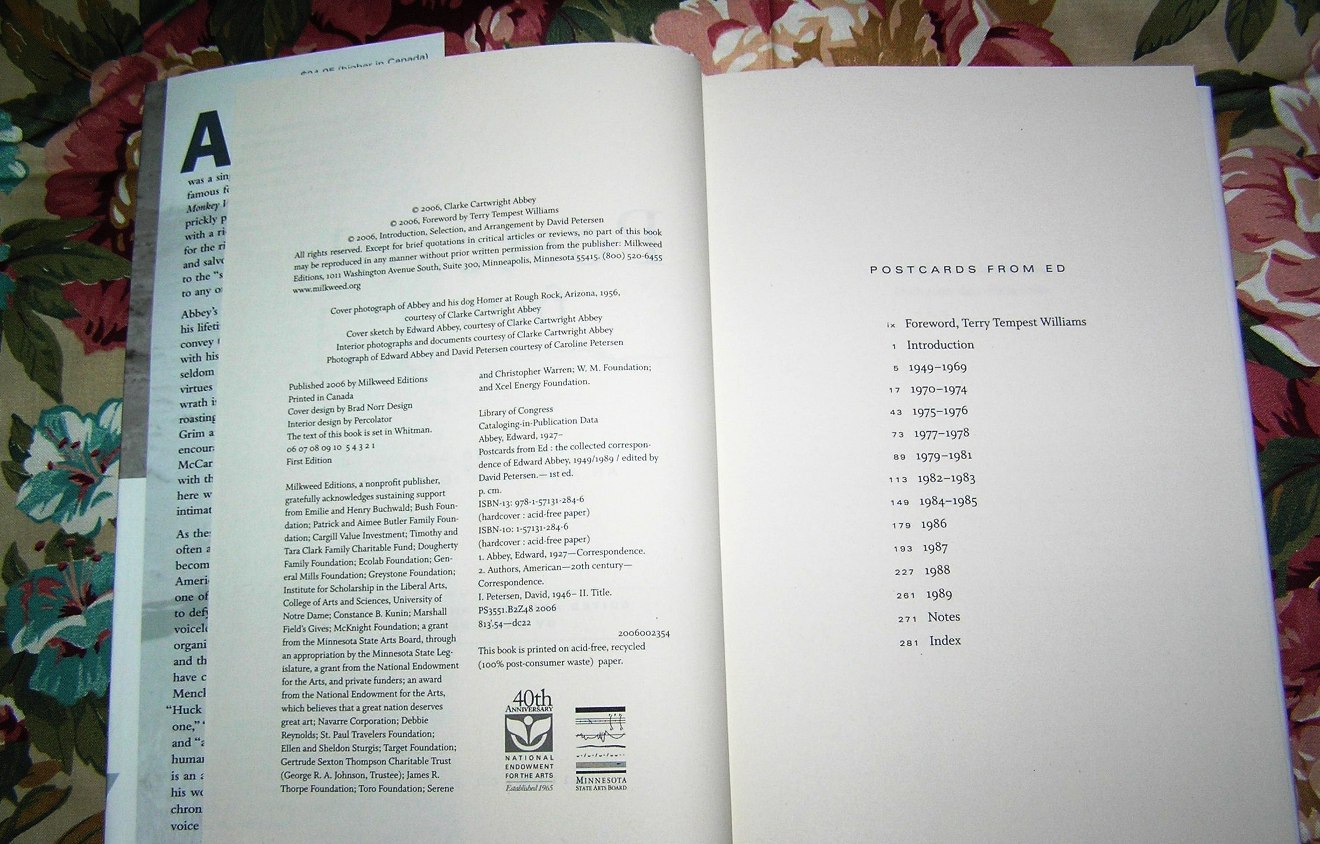 (higher in Canada)
A
was a sin
famous f
Monkey
prickly p
with a ri
for the ri
and salv
to the "s
to any o
Abbey's
his lifeti
convey
with his
seldom
virtues
wrath i
roasting
Grim a
encour
McCar
with th
here w
intimat
As the
often a
becom
Ameri
one of
to defy
voicele
organi
and th
have c
Mench
"Huck
one,"
and "a
human
is an a
his wo
chron
voice
© 2006, Clarke Cartwright Abbey
© 2006, Foreword by Terry Tempest Williams
© 2006, Introduction, Selection, and Arrangement by David Petersen
All rights reserved. Except for brief quotations in critical articles or reviews, no part of this book
may be reproduced in any manner without prior written permission from the publisher: Milkweed
Editions, 1011 Washington Avenue South, Suite 300, Minneapolis, Minnesota 55415. (800) 520-6455
www.milkweed.org
Cover photograph of Abbey and his dog Homer at Rough Rock, Arizona, 1956,
courtesy of Clarke Cartwright Abbey
Cover sketch by Edward Abbey, courtesy of Clarke Cartwright Abbey
Interior photographs and documents courtesy of Clarke Cartwright Abbey
Photograph of Edward Abbey and David Petersen courtesy of Caroline Petersen
Published 2006 by Milkweed Editions
Printed in Canada
Cover design by Brad Norr Design
Interior design by Percolator
The text of this book is set in Whitman.
06 07 08 09 10 5 4 3 2 1
First Edition
Milkweed Editions, a nonprofit publisher,
gratefully acknowledges sustaining support
from Emilie and Henry Buchwald; Bush Foun-
dation; Patrick and Aimee Butler Family Foun-
dation; Cargill Value Investment; Timothy and
Tara Clark Family Charitable Fund; Dougherty
Family Foundation; Ecolab Foundation; Gen-
eral Mills Foundation; Greystone Foundation;
Institute for Scholarship in the Liberal Arts,
College of Arts and Sciences, University of
Notre Dame; Constance B. Kunin; Marshall
Field's Gives; McKnight Foundation; a grant
from the Minnesota State Arts Board, through
an appropriation by the Minnesota State Leg-
islature, a grant from the National Endowment
for the Arts, and private funders; an award
from the National Endowment for the Arts,
which believes that a great nation deserves
great art; Navarre Corporation; Debbie
Reynolds; St. Paul Travelers Foundation;
Ellen and Sheldon Sturgis; Target Foundation;
Gertrude Sexton Thompson Charitable Trust
(George R. A. Johnson, Trustee); James R.
Thorpe Foundation; Toro Foundation; Serene
and Christopher Warren; W. M. Foundation;
and Xcel Energy Foundation.
Library of Congress
Cataloging-in-Publication Data
Abbey, Edward, 1927–
Postcards from Ed : the collected correspon-
dence of Edward Abbey, 1949/1989 / edited by
David Petersen.— 1st ed.
p. cm.
ISBN-13: 978-1-57131-284-6
(hardcover : acid-free paper)
ISBN-10: 1-57131-284-6
(hardcover : acid-free paper)
1. Abbey, Edward, 1927—Correspondence.
2. Authors, American—20th century—
Correspondence.
I. Petersen, David, 1946– II. Title.
PS3551.B2Z48 2006
813'.54—dc22
2006002354
This book is printed on acid-free, recycled
(100% post-consumer waste) paper.
40th
ANNIVERSARY
NATIONAL
ENDOWMENT
FOR THE ARTS
Established 1965
MINNESOTA
STATE ARTS BOARD
POSTCARDS FROM ED
ix Foreword, Terry Tempest Williams
1 Introduction
5 1949–1969
17 1970–1974
43 1975–1976
73 1977–1978
89 1979–1981
113 1982–1983
149 1984–1985
179 1986
193 1987
227 1988
261 1989
271 Notes
281 Index